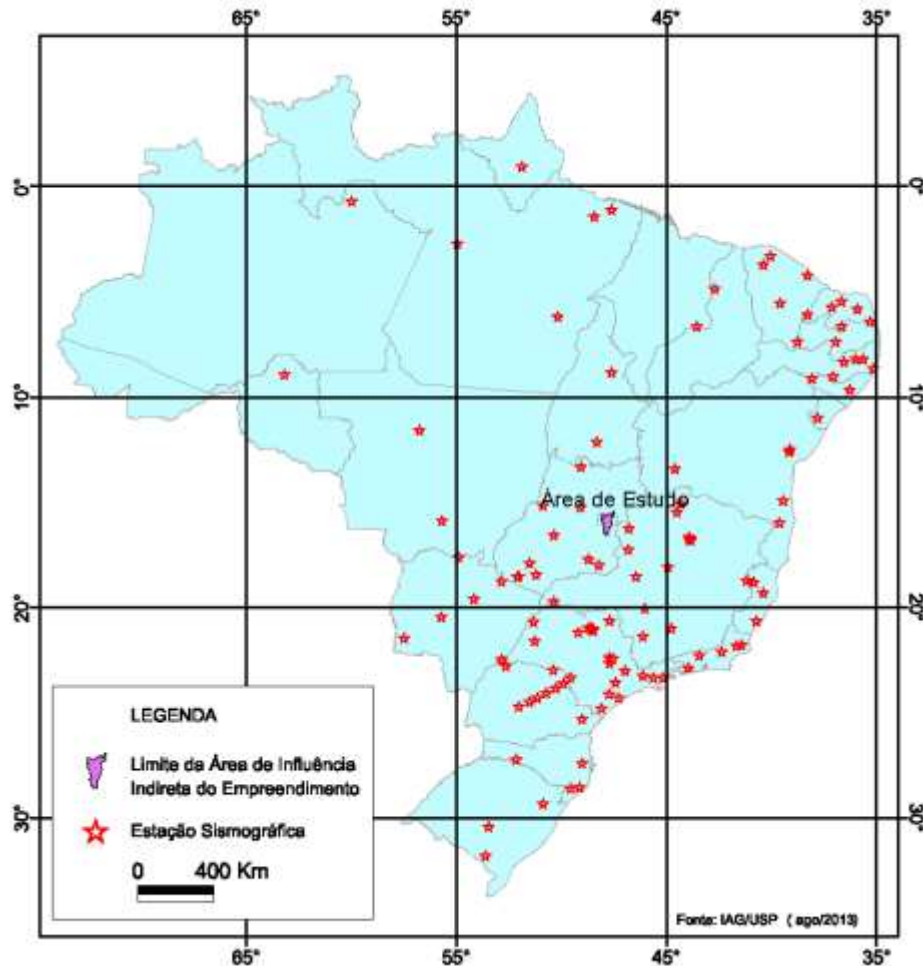 65° 55° 45° 35°
0° 0°
Área de Estudo
10° 10°
20° 20°
LEGENDA
Limite da Área de Influência
Indireta do Empreendimento
Estação Sismográfica
0 400 Km
30° 30°
Fonte: IAG/USP ( ago/2013)
65° 55° 45° 35°